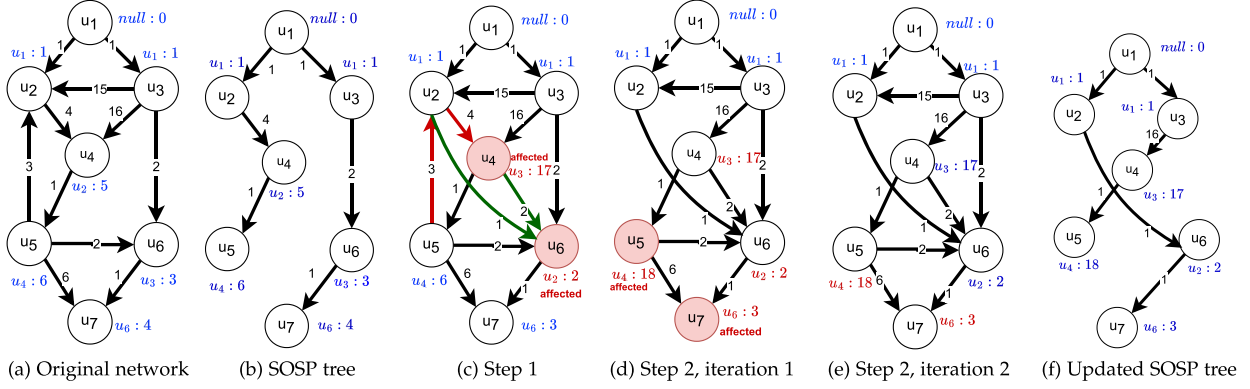 u1 null : 0
1 1
u1 : 1 u1 : 1
u2 15 u3
4 16
u4
u2 : 5
3 2
1
u5 2 u6
u4 : 6 u3 : 3
6 1
u7 u6 : 4
(a) Original network
null : 0
u1
u1 : 1 1 1 u1 : 1
u2 u3
4
u4 2
u2 : 5
1
u5 u6
u4 : 6 1 u3 : 3
u7
u6 : 4
(b) SOSP tree
u1 null : 0
1 1
u1 : 1 u1 : 1
u2 15 u3
4 16
u4 affected
u3 : 17
3 2
1 2
1
u5 2 u6
u4 : 6 u2 : 2
6 1 affected
u7 u6 : 3
(c) Step 1
u1 null : 0
1 1
u1 : 1 u1 : 1
u2 15 u3
16
u4 u3 : 17
2
1 2
1
u5 2 u6
u4 : 18 u2 : 2
affected 6 1
u6 : 3
u7 affected
(d) Step 2, iteration 1
u1 null : 0
1 1
u1 : 1 u1 : 1
u2 15 u3
16
u4 u3 : 17
2
1 2
1
u5 2 u6
u4 : 18 u2 : 2
6 1
u7 u6 : 3
(e) Step 2, iteration 2
null : 0
u1
u1 : 1 1 1
u2 u1 : 1 u3
16
u4
u3 : 17
1
u5 1 u6
u4 : 18 u2 : 2
1
u7 u6 : 3
(f) Updated SOSP tree